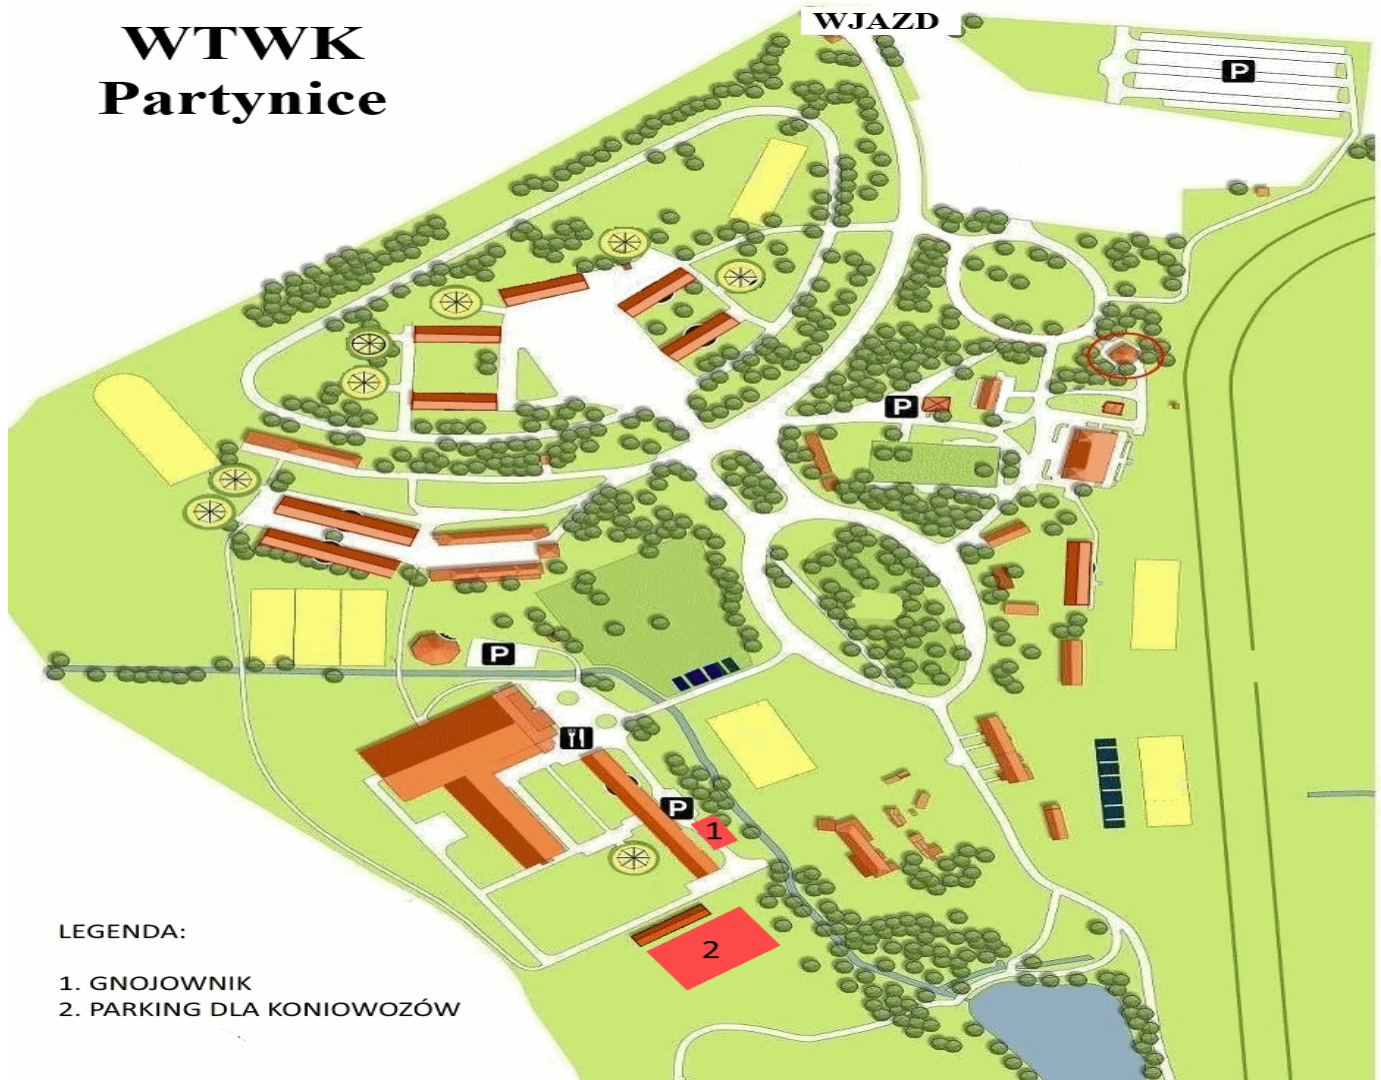 WTWK
Partynice
WJAZD
P
P
P
P
1
2
LEGENDA:
1. GNOJOWNIK
2. PARKING DLA KONIOWOZÓW